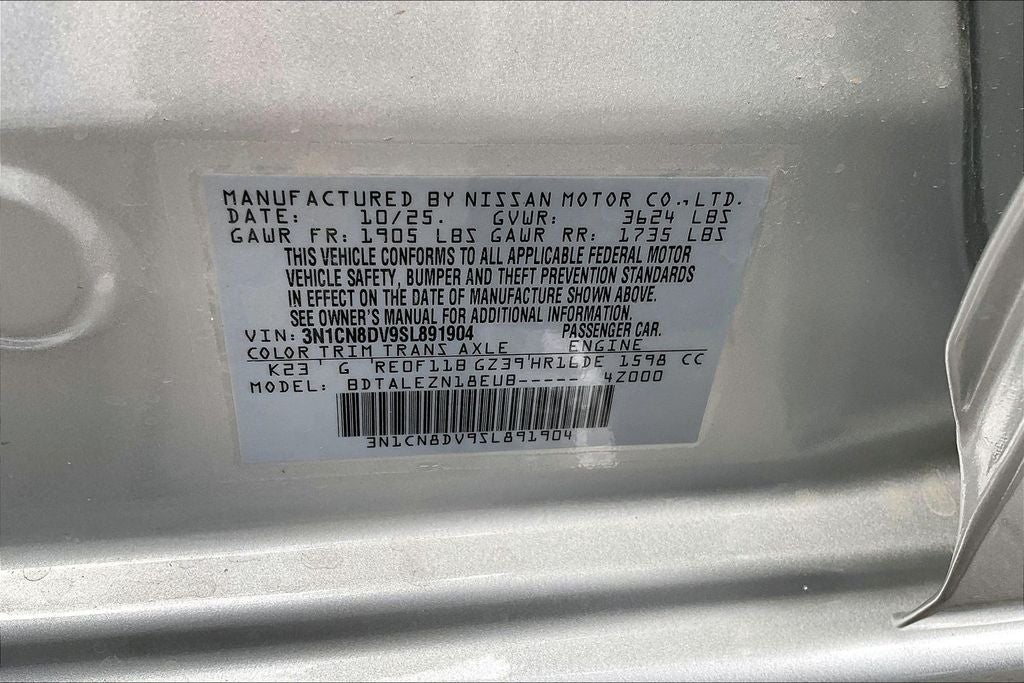 MANUFACTURED BY NISSAN MOTOR CO.,LTD.
DATE: 10/25. GVWR: 3624 LBS
GAWR FR: 1905 LBS GAWR RR: 1735 LBS
THIS VEHICLE CONFORMS TO ALL APPLICABLE FEDERAL MOTOR
VEHICLE SAFETY, BUMPER AND THEFT PREVENTION STANDARDS
IN EFFECT ON THE DATE OF MANUFACTURE SHOWN ABOVE.
SEE OWNER'S MANUAL FOR ADDITIONAL INFORMATION.
VIN: 3N1CN8DV9SL891904 PASSENGER CAR.
COLOR TRIM TRANS AXLE ENGINE
K23 G RE0F11B GZ39 HR16DE 1598 CC
MODEL: BDTALEZN18EUB----- 4Z000
3N1CN8DV9SL891904